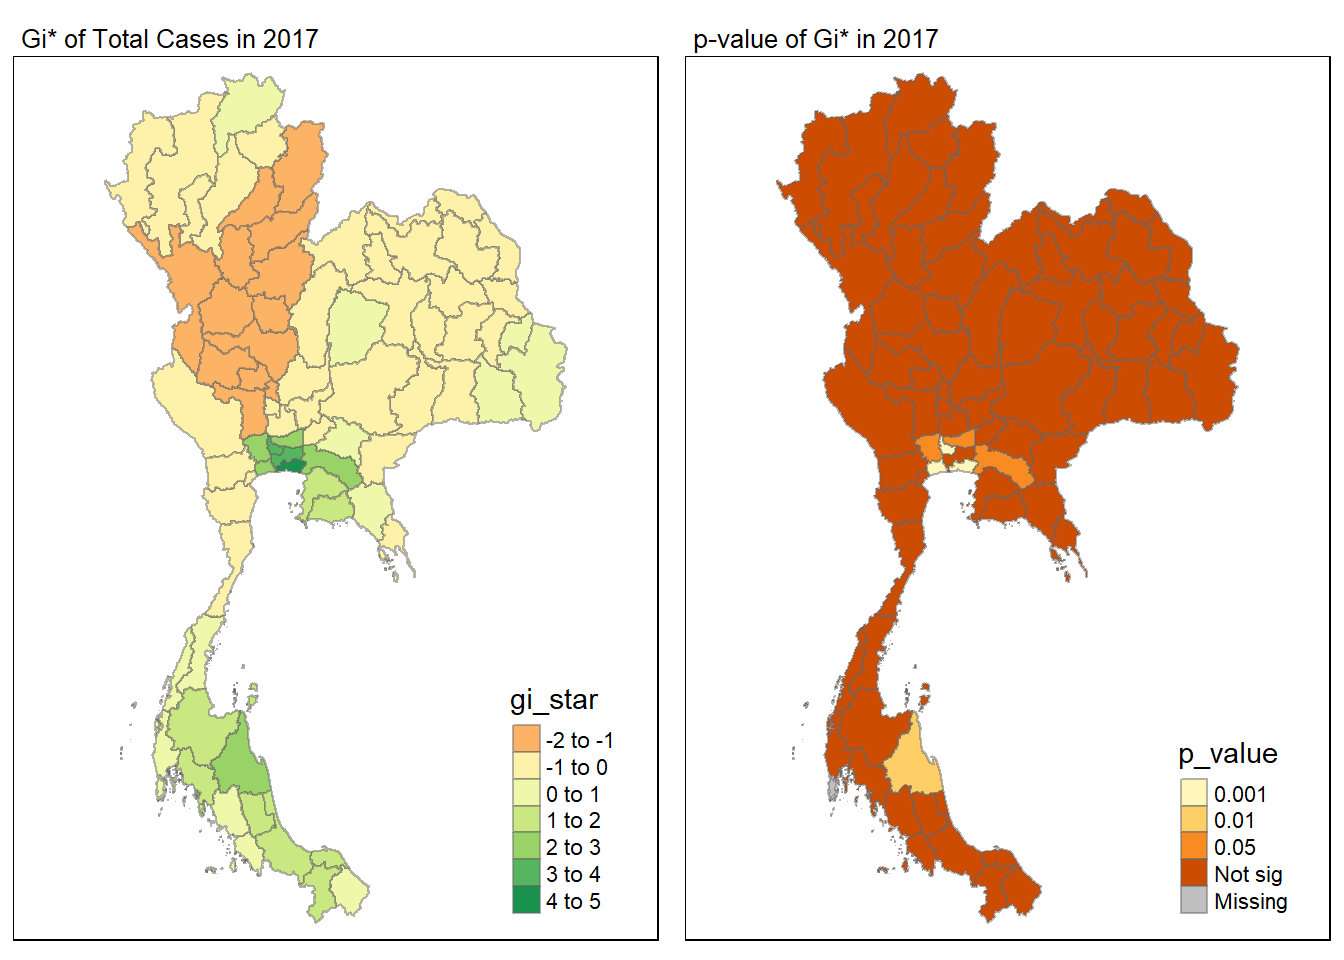 Gi* of Total Cases in 2017
p-value of Gi* in 2017
gi_star
-2 to -1
-1 to 0
0 to 1
1 to 2
2 to 3
3 to 4
4 to 5
p_value
0.001
0.01
0.05
Not sig
Missing